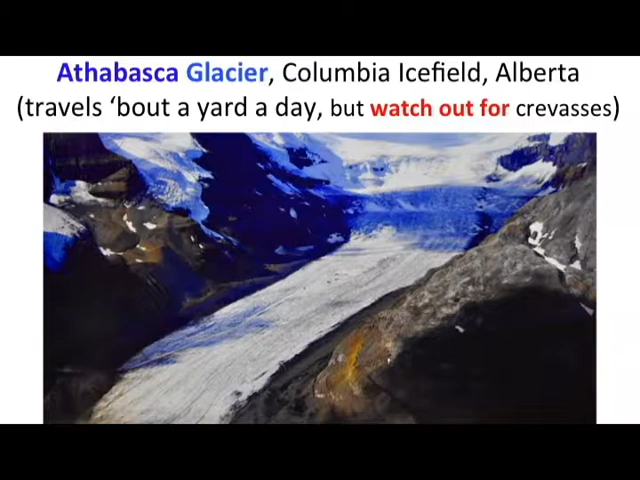 Athabasca Glacier, Columbia Icefield, Alberta
(travels ‘bout a yard a day, but watch out for crevasses)